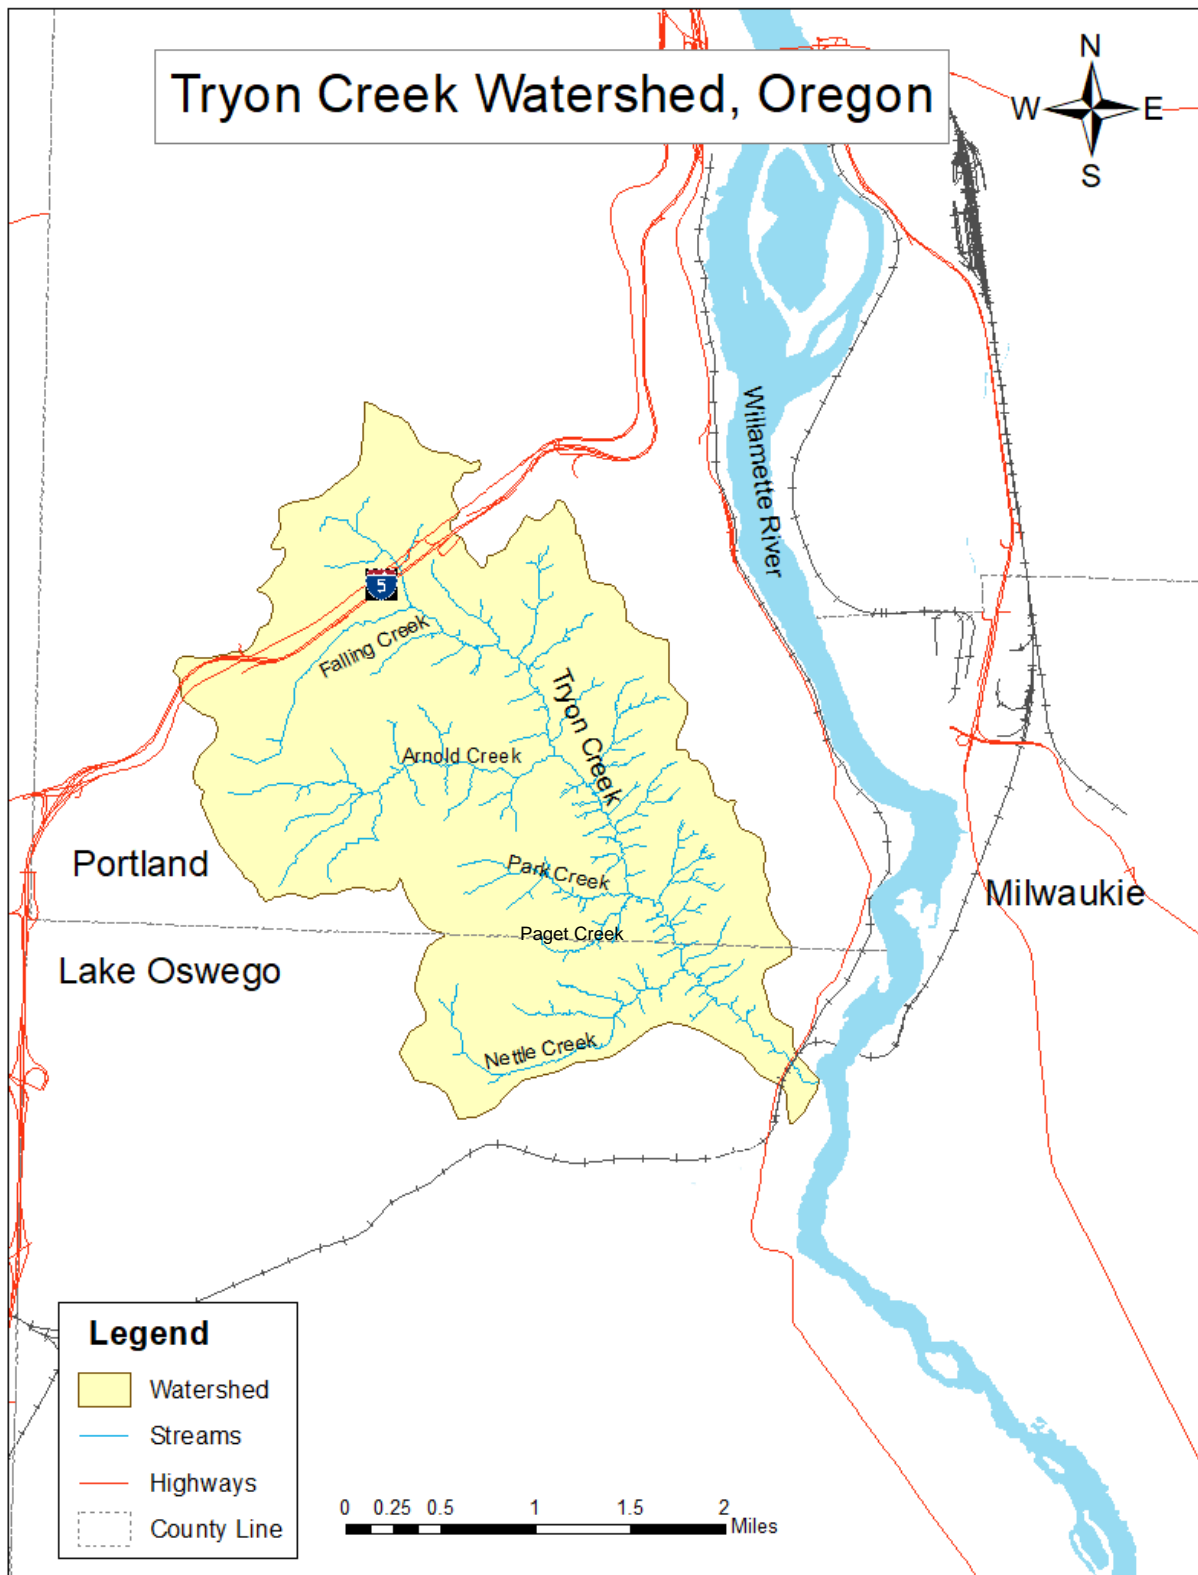 Tryon Creek Watershed, Oregon
N
W
E
S
Willamette River
5
Falling Creek
Tryon Creek
Arnold Creek
Portland
Park Creek
Milwaukie
Paget Creek
Lake Oswego
Nettle Creek
Legend
Watershed
Streams
Highways
County Line
0 0.25 0.5 1 1.5 2
Miles